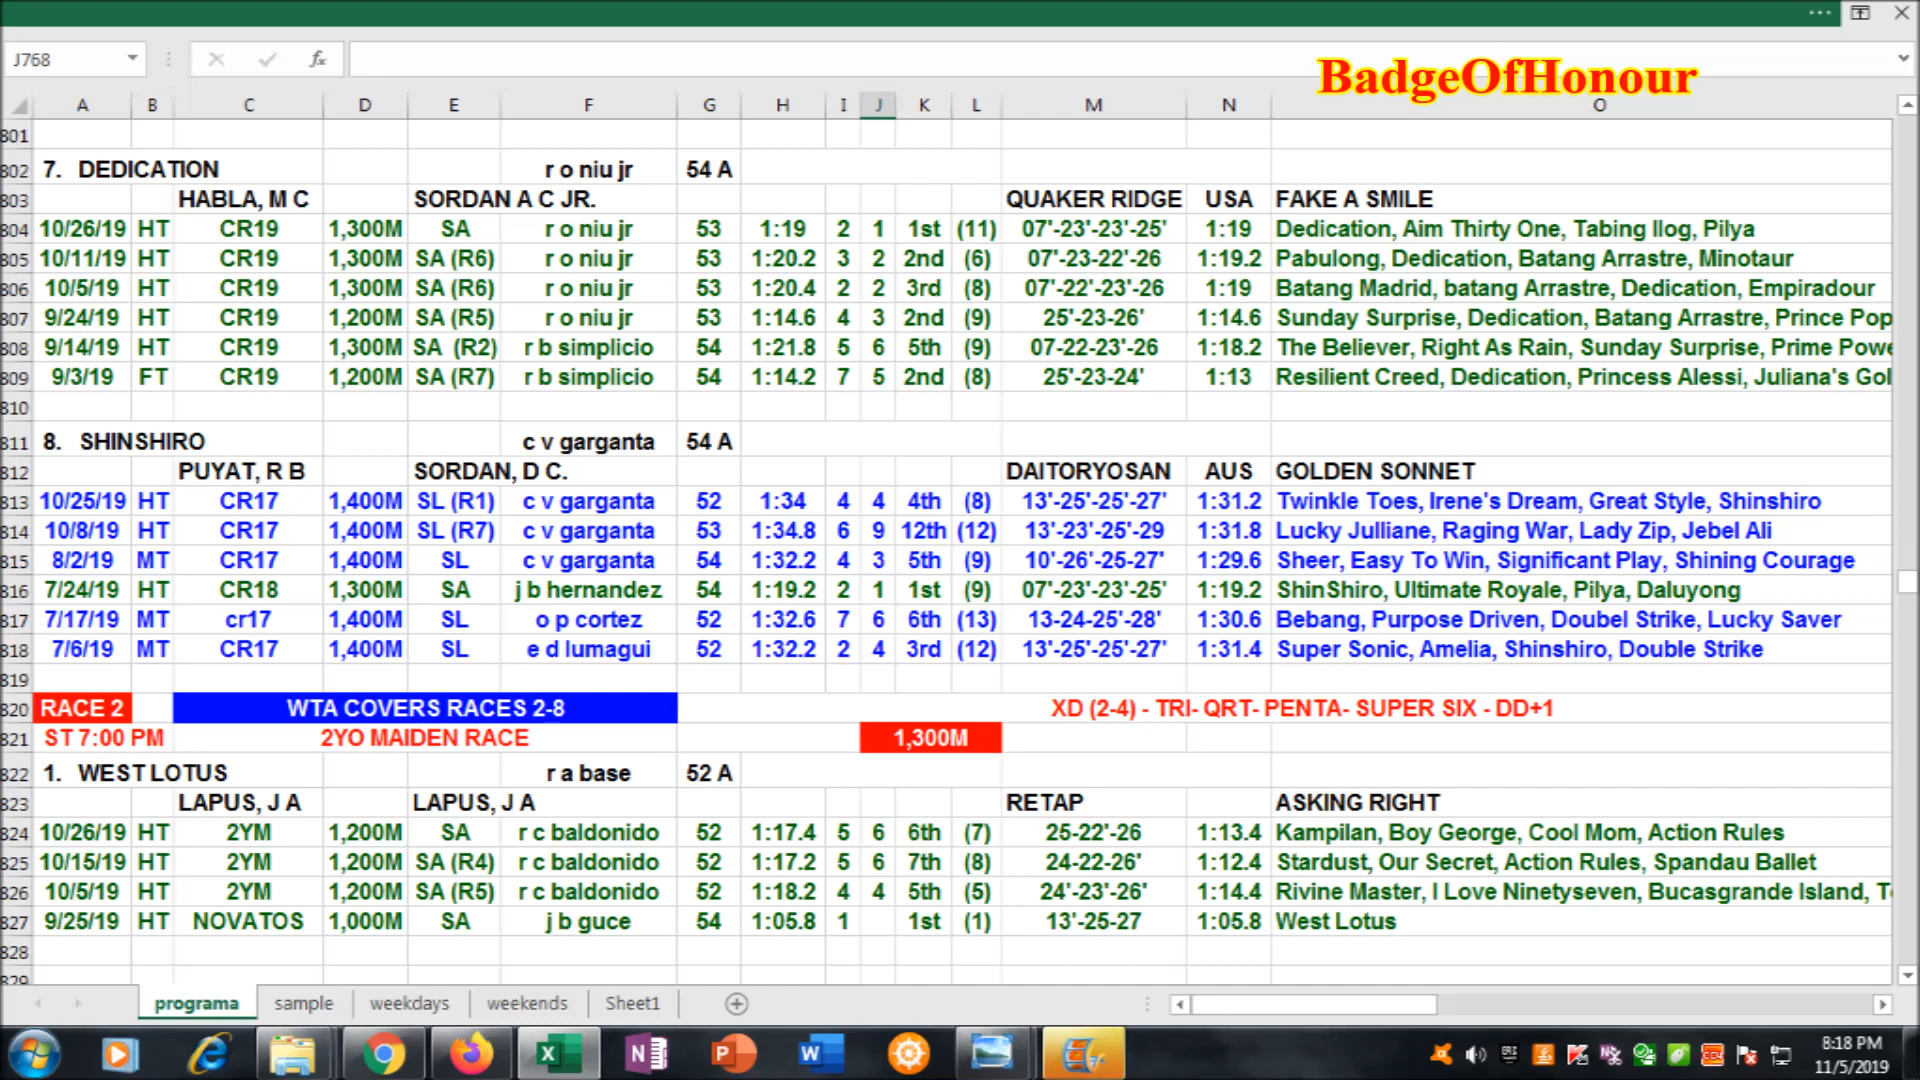 J768
fx
BadgeOfHonour
A B C D E F G H I J K L M N O
801
802 7. DEDICATION r o niu jr 54 A
803 HABLA, M C SORDAN A C JR. QUAKER RIDGE USA FAKE A SMILE
804 10/26/19 HT CR19 1,300M SA r o niu jr 53 1:19 2 1 1st (11) 07'-23'-23'-25' 1:19 Dedication, Aim Thirty One, Tabing Ilog, Pilya
805 10/11/19 HT CR19 1,300M SA (R6) r o niu jr 53 1:20.2 3 2 2nd (6) 07'-23-22'-26 1:19.2 Pabulong, Dedication, Batang Arrastre, Minotaur
806 10/5/19 HT CR19 1,300M SA (R6) r o niu jr 53 1:20.4 2 2 3rd (8) 07'-22'-23'-26 1:19 Batang Madrid, batang Arrastre, Dedication, Empiradour
807 9/24/19 HT CR19 1,200M SA (R5) r o niu jr 53 1:14.6 4 3 2nd (9) 25'-23-26' 1:14.6 Sunday Surprise, Dedication, Batang Arrastre, Prince Pop
808 9/14/19 HT CR19 1,300M SA (R2) r b simplicio 54 1:21.8 5 6 5th (9) 07-22-23'-26 1:18.2 The Believer, Right As Rain, Sunday Surprise, Prime Powe
809 9/3/19 FT CR19 1,200M SA (R7) r b simplicio 54 1:14.2 7 5 2nd (8) 25'-23-24' 1:13 Resilient Creed, Dedication, Princess Alessi, Juliana's Gol
810
811 8. SHINSHIRO c v garganta 54 A
812 PUYAT, R B SORDAN, D C. DAITORYOSAN AUS GOLDEN SONNET
813 10/25/19 HT CR17 1,400M SL (R1) c v garganta 52 1:34 4 4 4th (8) 13'-25'-25'-27' 1:31.2 Twinkle Toes, Irene's Dream, Great Style, Shinshiro
814 10/8/19 HT CR17 1,400M SL (R7) c v garganta 53 1:34.8 6 9 12th (12) 13'-23'-25'-29 1:31.8 Lucky Julliane, Raging War, Lady Zip, Jebel Ali
815 8/2/19 MT CR17 1,400M SL c v garganta 54 1:32.2 4 3 5th (9) 10'-26'-25-27' 1:29.6 Sheer, Easy To Win, Significant Play, Shining Courage
816 7/24/19 HT CR18 1,300M SA j b hernandez 54 1:19.2 2 1 1st (9) 07'-23'-23'-25' 1:19.2 ShinShiro, Ultimate Royale, Pilya, Daluyong
817 7/17/19 MT cr17 1,400M SL o p cortez 52 1:32.6 7 6 6th (13) 13-24-25'-28' 1:30.6 Bebang, Purpose Driven, Doubel Strike, Lucky Saver
818 7/6/19 MT CR17 1,400M SL e d lumagui 52 1:32.2 2 4 3rd (12) 13'-25'-25'-27' 1:31.4 Super Sonic, Amelia, Shinshiro, Double Strike
819
820 RACE 2 WTA COVERS RACES 2-8 XD (2-4) - TRI- QRT- PENTA- SUPER SIX - DD+1
821 ST 7:00 PM 2YO MAIDEN RACE 1,300M
822 1. WEST LOTUS r a base 52 A
823 LAPUS, J A LAPUS, J A RETAP ASKING RIGHT
824 10/26/19 HT 2YM 1,200M SA r c baldonido 52 1:17.4 5 6 6th (7) 25-22'-26 1:13.4 Kampilan, Boy George, Cool Mom, Action Rules
825 10/15/19 HT 2YM 1,200M SA (R4) r c baldonido 52 1:17.2 5 6 7th (8) 24-22-26' 1:12.4 Stardust, Our Secret, Action Rules, Spandau Ballet
826 10/5/19 HT 2YM 1,200M SA (R5) r c baldonido 52 1:18.2 4 4 5th (5) 24'-23'-26' 1:14.4 Rivine Master, I Love Ninetyseven, Bucasgrande Island, T
827 9/25/19 HT NOVATOS 1,000M SA j b guce 54 1:05.8 1 1st (1) 13'-25-27 1:05.8 West Lotus
828
829
programa sample weekdays weekends Sheet1
8:18 PM
11/5/2019